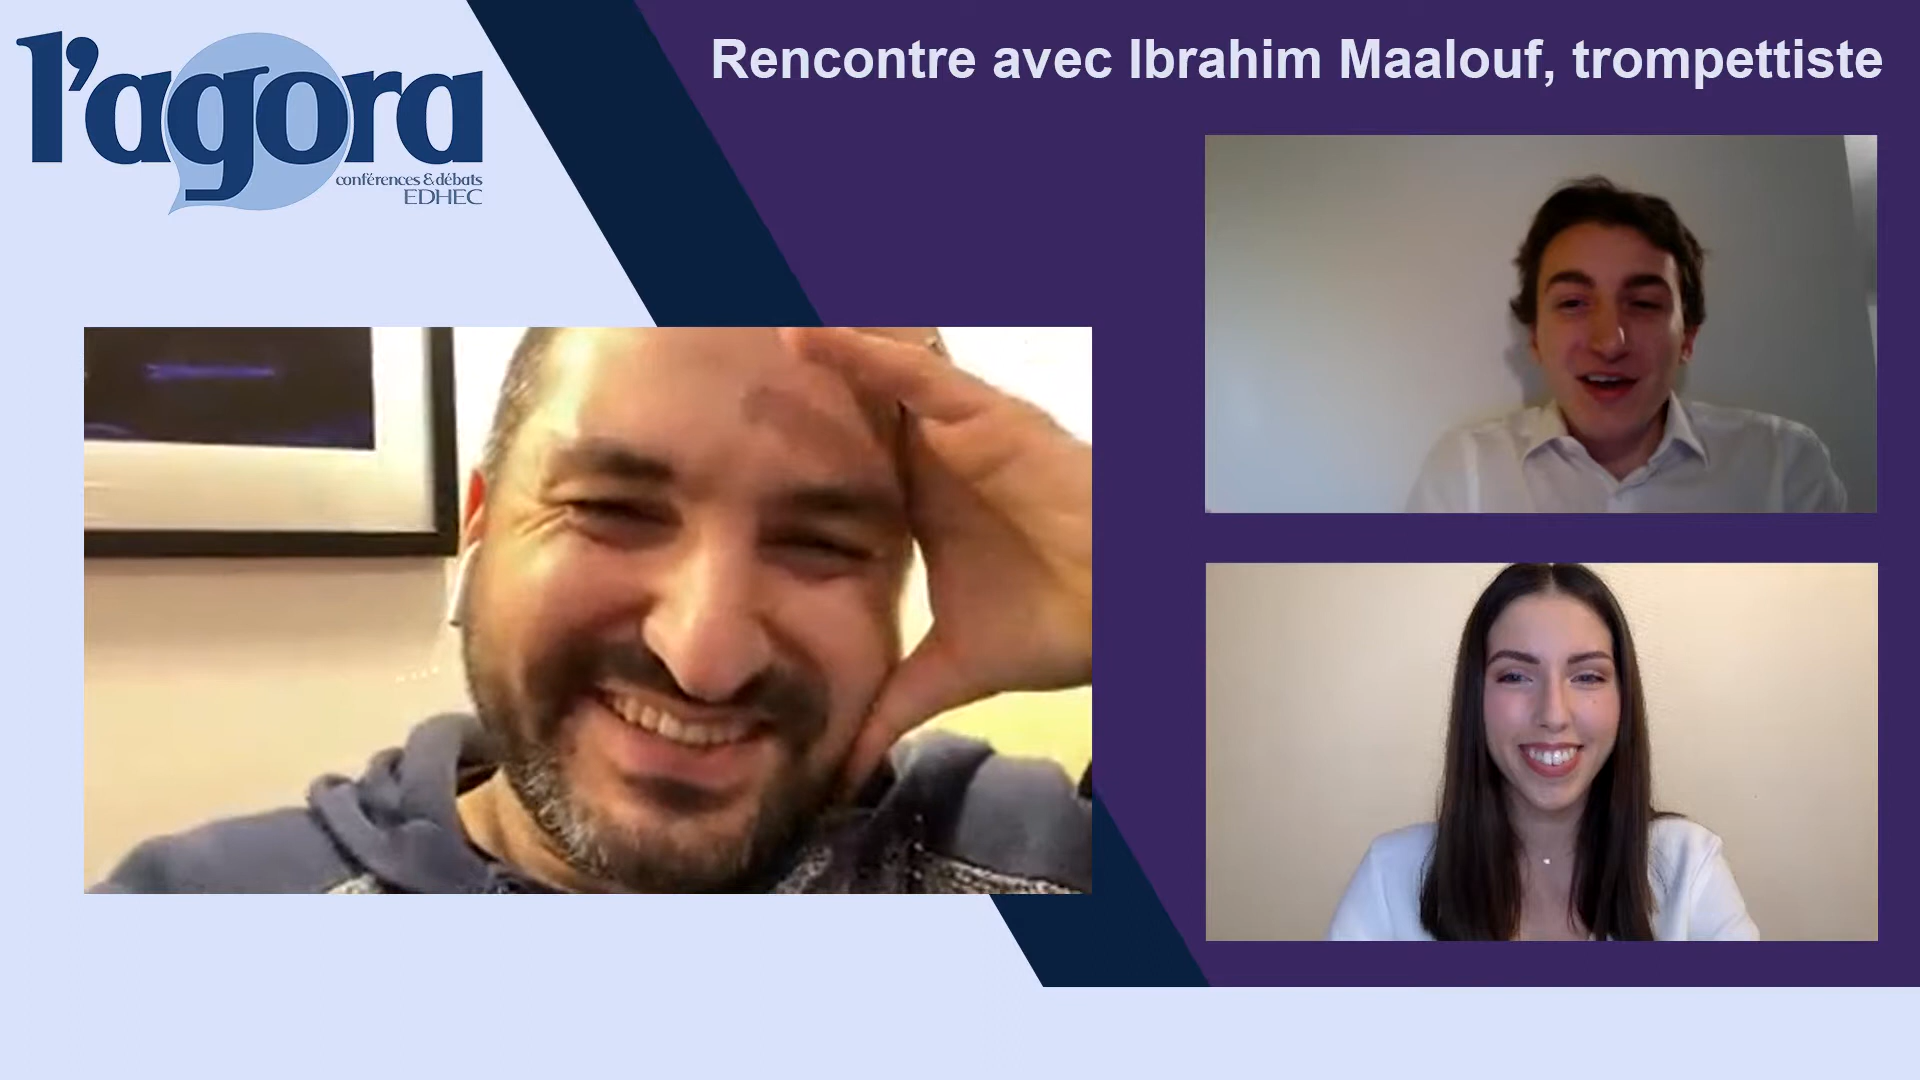 l'agora
conférences & débats
EDHEC
Rencontre avec Ibrahim Maalouf, trompettiste